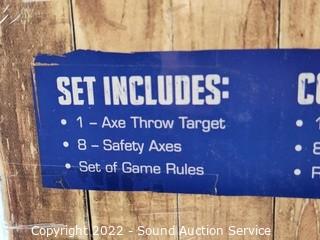 SET INCLUDES:
• 1 – Axe Throw Target
• 8 – Safety Axes
• Set of Game Rules
Copyright 2022 - Sound Auction Service